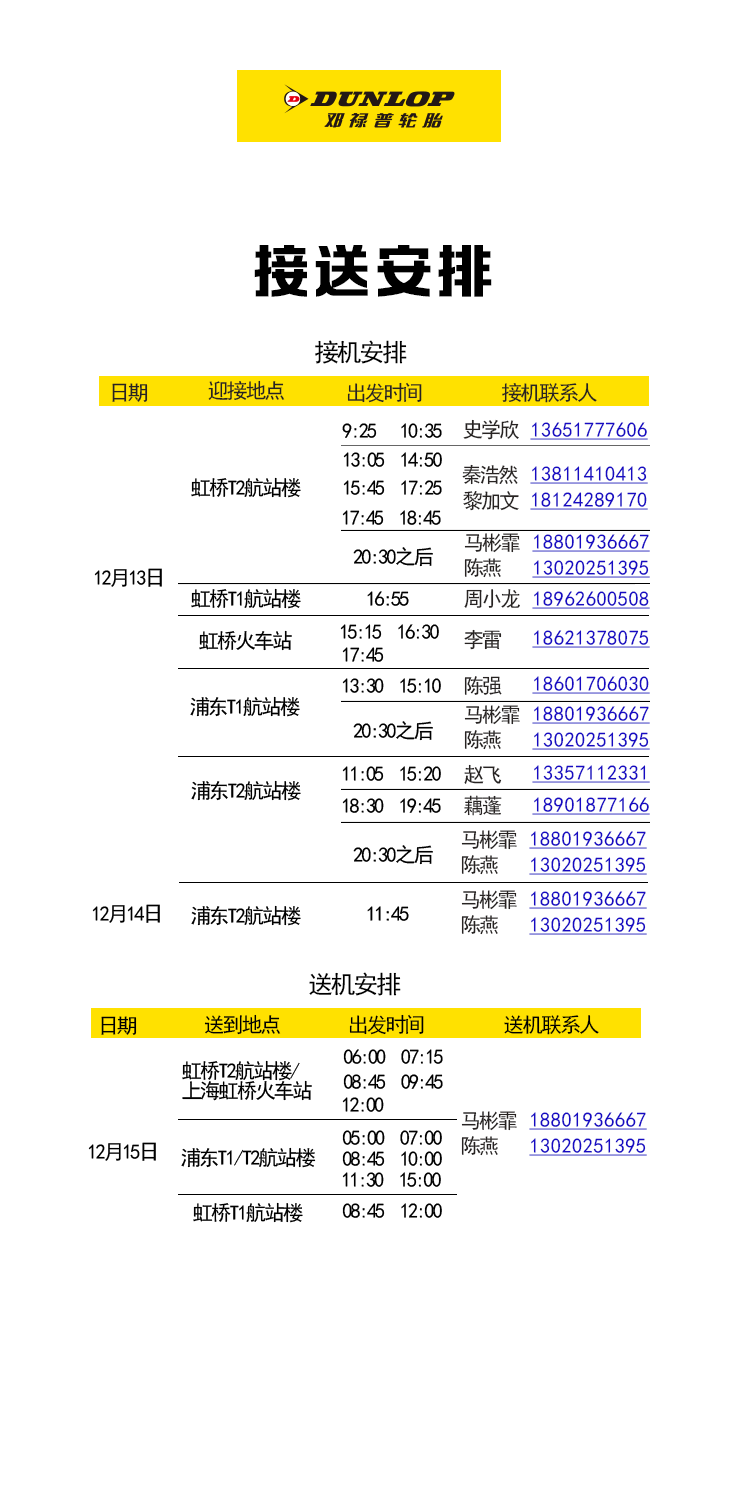 DUNLOP
邓禄普轮胎
接送安排
接机安排
日期 迎接地点 出发时间 接机联系人
9:25 10:35 史学欣 13651777606
13:05 14:50
秦浩然 13811410413
虹桥T2航站楼 15:45 17:25
黎加文 18124289170
17:45 18:45
马彬霏 18801936667
20:30之后
陈燕 13020251395
12月13日
虹桥T1航站楼 16:55 周小龙 18962600508
15:15 16:30
虹桥火车站 李雷 18621378075
17:45
13:30 15:10 陈强 18601706030
浦东T1航站楼
马彬霏 18801936667
20:30之后
陈燕 13020251395
11:05 15:20 赵飞 13357112331
浦东T2航站楼
18:30 19:45 藕蓬 18901877166
马彬霏 18801936667
20:30之后
陈燕 13020251395
马彬霏 18801936667
12月14日 浦东T2航站楼 11:45
陈燕 13020251395
送机安排
日期 送到地点 出发时间 送机联系人
06:00 07:15
虹桥T2航站楼/
08:45 09:45
上海虹桥火车站
12:00
马彬霏 18801936667
05:00 07:00
陈燕 13020251395
12月15日 浦东T1/T2航站楼 08:45 10:00
11:30 15:00
虹桥T1航站楼 08:45 12:00